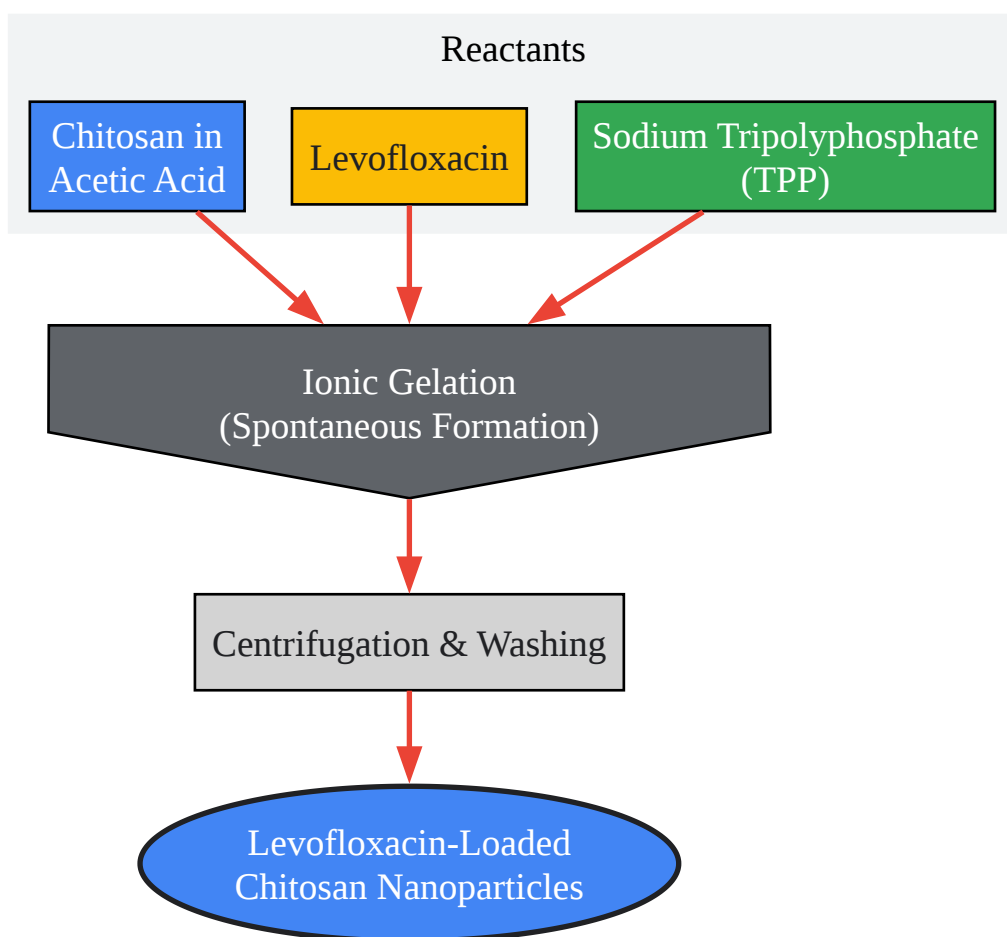 Reactants
Chitosan in
Acetic Acid
Levofloxacin
Sodium Tripolyphosphate
(TPP)
Ionic Gelation
(Spontaneous Formation)
Centrifugation & Washing
Levofloxacin-Loaded
Chitosan Nanoparticles